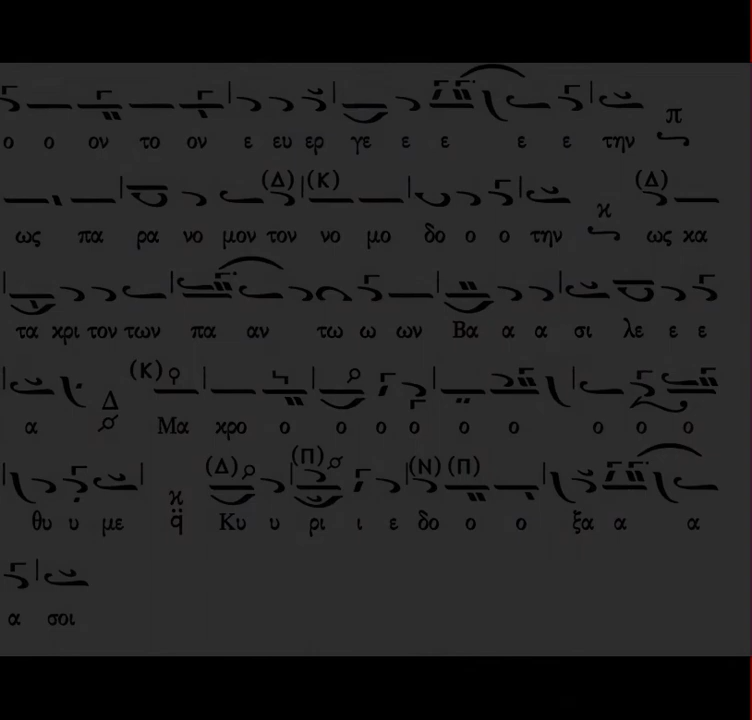 ο ο ον το ον ε ευ ερ γε ε ε ε ε την π
(Δ) (Κ) (Δ)
ως πα ρα νο μον τον νο μο δο ο ο την ϰ ως κα
τα κρι τον των πα αν τω ω ων Βα α α σι λε ε ε
(Κ)
α Δ Μα κρο ο ο ο ο ο ο ο ο ο
(Δ) (Π) (Ν) (Π)
θυ υ με ϰ q̈ Κυ υ ρι ι ε δο ο ο ξα α α
α σοι